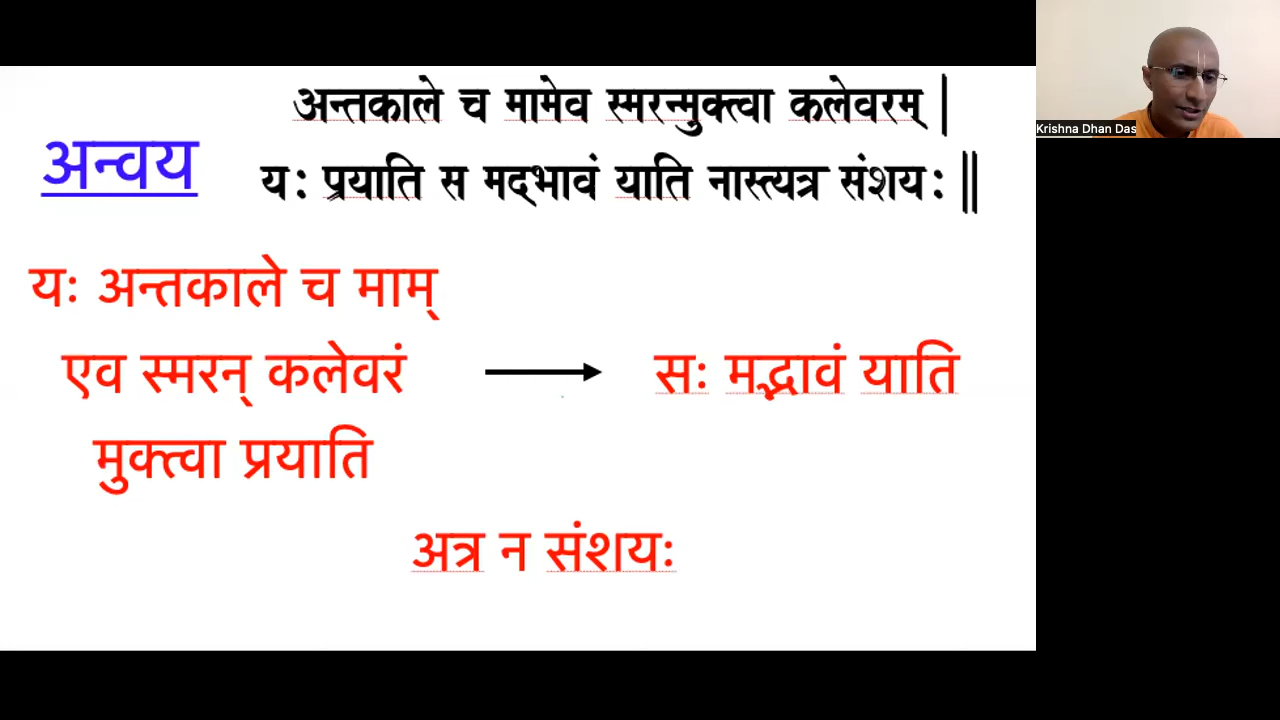 अन्तकाले च मामेव स्मरन्मुक्त्वा कलेवरम् |
अन्वय
यः प्रयाति स मद्भावं याति नास्त्यत्र संशयः ||
यः अन्तकाले च माम्
एव स्मरन् कलेवरं
मुक्त्वा प्रयाति
सः मद्भावं याति
अत्र न संशयः
Krishna Dhan Das